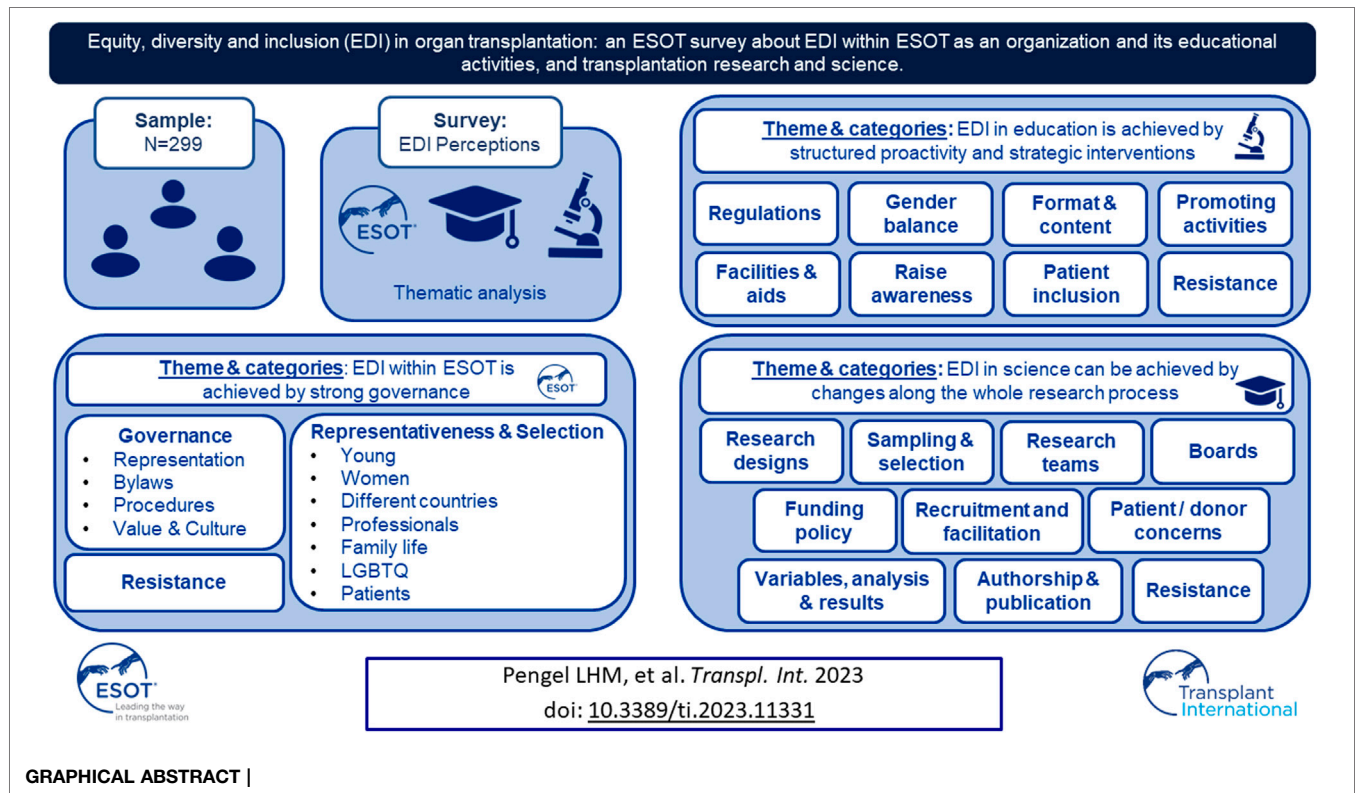 Equity, diversity and inclusion (EDI) in organ transplantation: an ESOT survey about EDI within ESOT as an organization and its educational
activities, and transplantation research and science.
Sample:
N=299
Survey:
EDI Perceptions
ESOT®
Thematic analysis
Theme & categories: EDI in education is achieved by
structured proactivity and strategic interventions
Regulations
Gender
balance
Format &
content
Promoting
activities
Facilities &
aids
Raise
awareness
Patient
inclusion
Resistance
Theme & categories: EDI within ESOT is
achieved by strong governance
ESOT
Governance
• Representation
• Bylaws
• Procedures
• Value & Culture
Resistance
Representativeness & Selection
• Young
• Women
• Different countries
• Professionals
• Family life
• LGBTQ
• Patients
Theme & categories: EDI in science can be achieved by
changes along the whole research process
Research
designs
Sampling &
selection
Research
teams
Boards
Funding
policy
Recruitment and
facilitation
Patient / donor
concerns
Variables, analysis
& results
Authorship &
publication
Resistance
ESOT®
Leading the way
in transplantation
Pengel LHM, et al. Transpl. Int. 2023
doi: 10.3389/ti.2023.11331
Transplant
International
GRAPHICAL ABSTRACT |